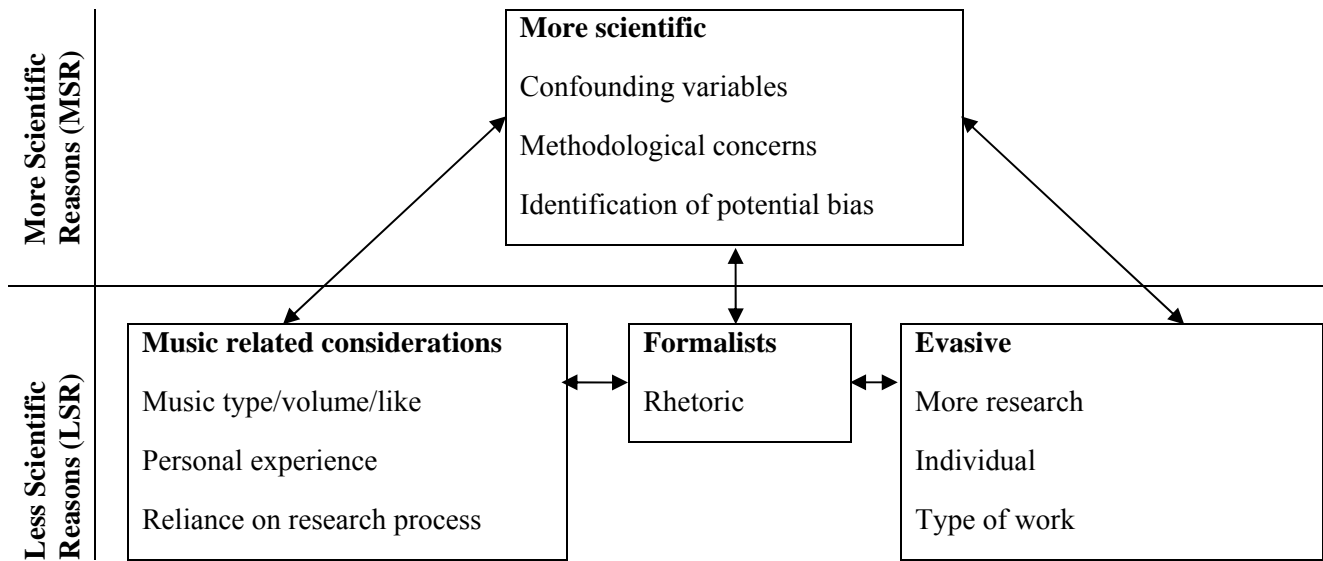 More Scientific
Reasons (MSR)
More scientific
Confounding variables
Methodological concerns
Identification of potential bias
Less Scientific
Reasons (LSR)
Music related considerations
Music type/volume/like
Personal experience
Reliance on research process
Formalists
Rhetoric
Evasive
More research
Individual
Type of work